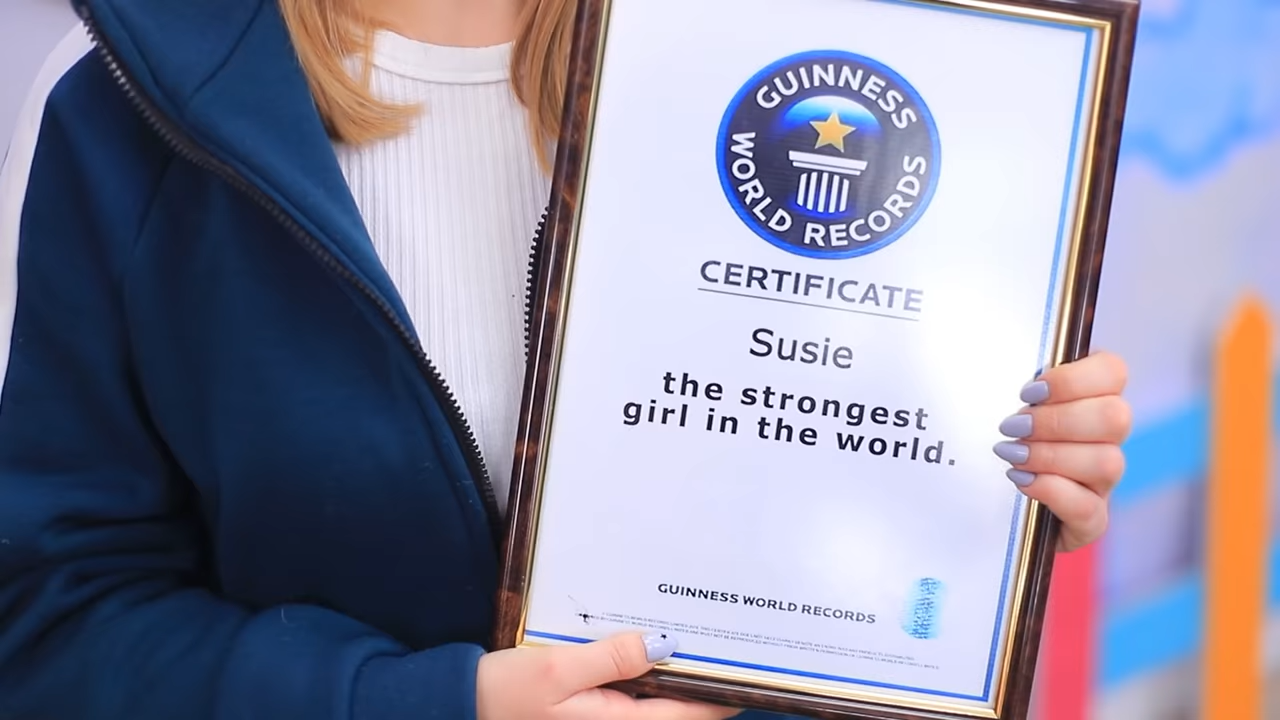 GUINNESS
WORLD RECORDS
CERTIFICATE
Susie
the strongest
girl in the world.
GUINNESS WORLD RECORDS